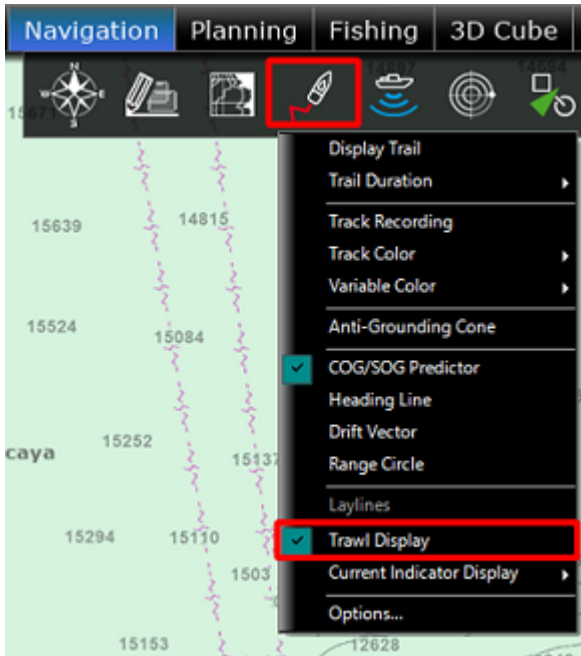 Navigation Planning Fishing 3D Cube
N
S
Display Trail
Trail Duration
Track Recording
15639 14815
Track Color
Variable Color
15524 15084
Anti-Grounding Cone
COG/SOG Predictor
Heading Line
Drift Vector
caya 15252 15137
Range Circle
Laylines
15294 15110
Trawl Display
1503
Current Indicator Display
Options...
15153 12628